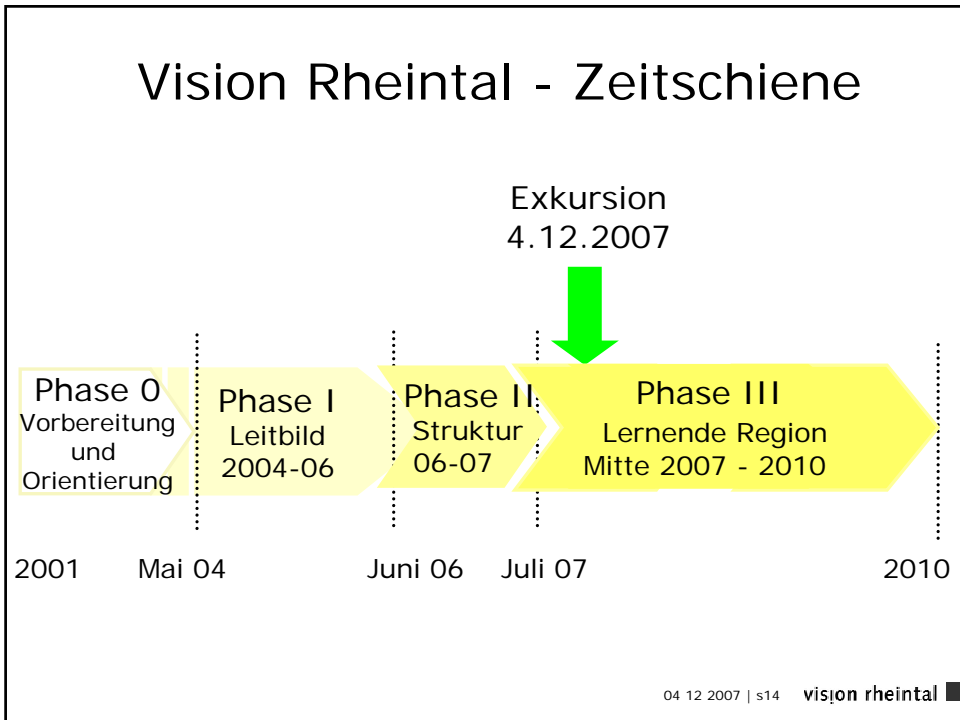 Vision Rheintal - Zeitschiene
Exkursion
4.12.2007
Phase 0
Vorbereitung
und
Orientierung
Phase I
Leitbild
2004-06
Phase II
Struktur
06-07
Phase III
Lernende Region
Mitte 2007 - 2010
2001
Mai 04
Juni 06
Juli 07
2010
04 12 2007 | s14
vision rheintal